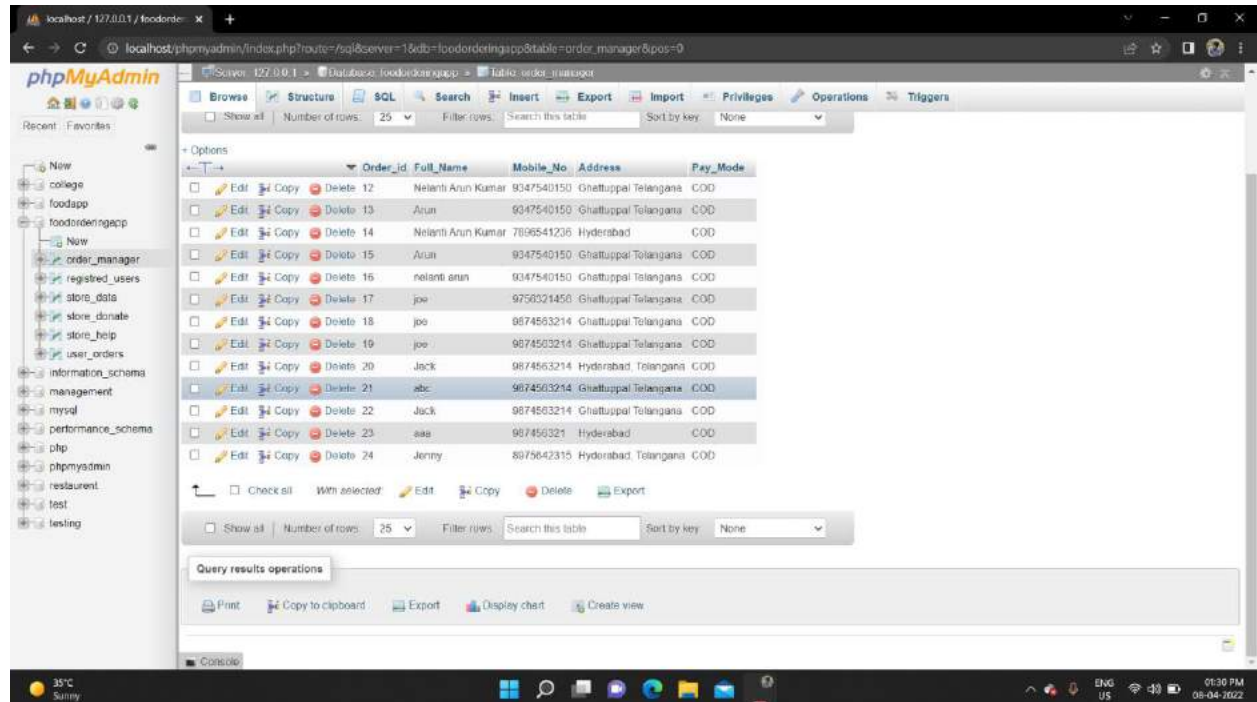 localhost / 127.0.0.1 / foodorder
localhost/phpmyadmin/index.php?route=/sql&server=1&db=foodorderingapp&table=order_manager&pos=0
phpMyAdmin
Recent Favorites
New
college
foodapp
foodorderingapp
New
order_manager
registred_users
store_data
store_donate
store_help
user_orders
information_schema
management
mysql
performance_schema
php
phpmyadmin
restaurent
test
testing
Server: 127.0.0.1 » Database: foodorderingapp » Table: order_manager
Browse Structure SQL Search Insert Export Import Privileges Operations Triggers
Show all | Number of rows: 25 Filter rows: Search this table Sort by key: None
+ Options
←T→ Order_id Full_Name Mobile_No Address Pay_Mode
Edit Copy Delete 12 Nelanti Arun Kumar 9347540150 Ghattuppal Telangana COD
Edit Copy Delete 13 Arun 9347540150 Ghattuppal Telangana COD
Edit Copy Delete 14 Nelanti Arun Kumar 7896541236 Hyderabad COD
Edit Copy Delete 15 Arun 9347540150 Ghattuppal Telangana COD
Edit Copy Delete 16 nelanti arun 9347540150 Ghattuppal Telangana COD
Edit Copy Delete 17 joe Ghattuppal Telangana COD
Edit Copy Delete 18 joe 9874563214 Ghattuppal Telangana COD
Edit Copy Delete 19 joe 9874563214 Ghattuppal Telangana COD
Edit Copy Delete 20 Jack 9874563214 Hyderabad, Telangana COD
Edit Copy Delete 21 abc 9874563214 Ghattuppal Telangana COD
Edit Copy Delete 22 Jack 9874563214 Ghattuppal Telangana COD
Edit Copy Delete 23 aaa 987456321 Hyderabad COD
Edit Copy Delete 24 Jenny 8975642315 Hyderabad, Telangana COD
Check all With selected: Edit Copy Delete Export
Show all | Number of rows: 25 Filter rows: Search this table Sort by key: None
Query results operations
Print Copy to clipboard Export Display chart Create view
Console
35°C
Sunny
ENG
US
01:30 PM
08-04-2022